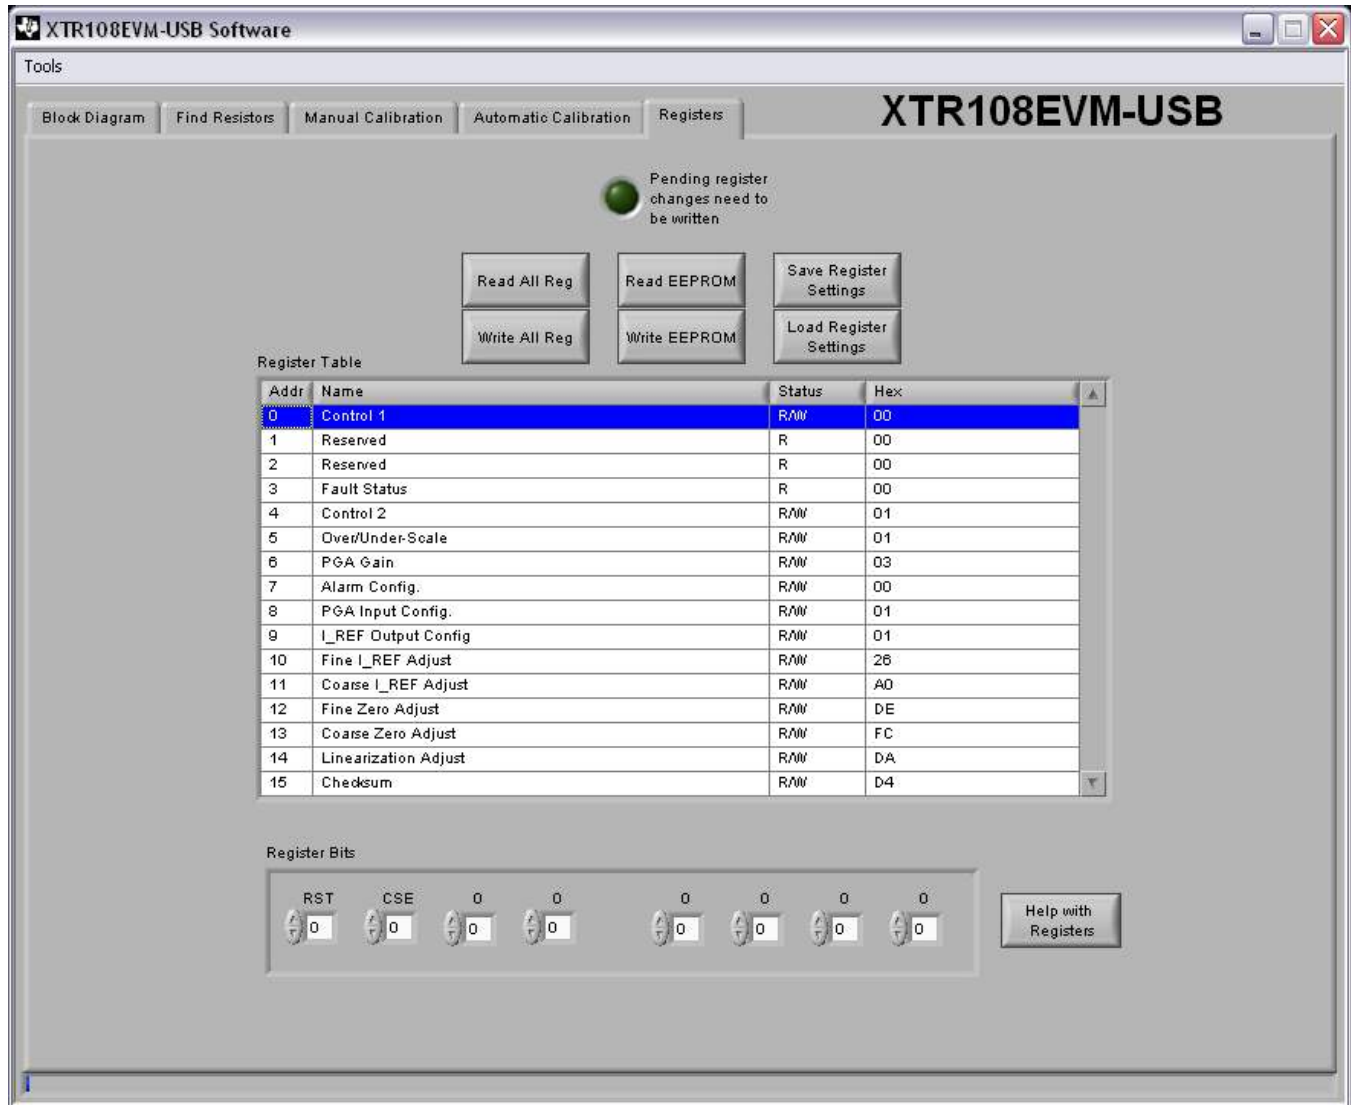 XTR108EVM-USB Software
Tools
Block Diagram Find Resistors Manual Calibration Automatic Calibration Registers XTR108EVM-USB
Pending register
changes need to
be written
Read All Reg Read EEPROM Save Register
Settings
Write All Reg Write EEPROM Load Register
Settings
Register Table
Addr Name Status Hex
0 Control 1 R/W 00
1 Reserved R 00
2 Reserved R 00
3 Fault Status R 00
4 Control 2 R/W 01
5 Over/Under-Scale R/W 01
6 PGA Gain R/W 03
7 Alarm Config. R/W 00
8 PGA Input Config. R/W 01
9 I_REF Output Config R/W 01
10 Fine I_REF Adjust R/W 26
11 Coarse I_REF Adjust R/W A0
12 Fine Zero Adjust R/W DE
13 Coarse Zero Adjust R/W FC
14 Linearization Adjust R/W DA
15 Checksum R/W D4
Register Bits
RST CSE 0 0 0 0 0 0
0 0 0 0 0 0 0 0
Help with
Registers